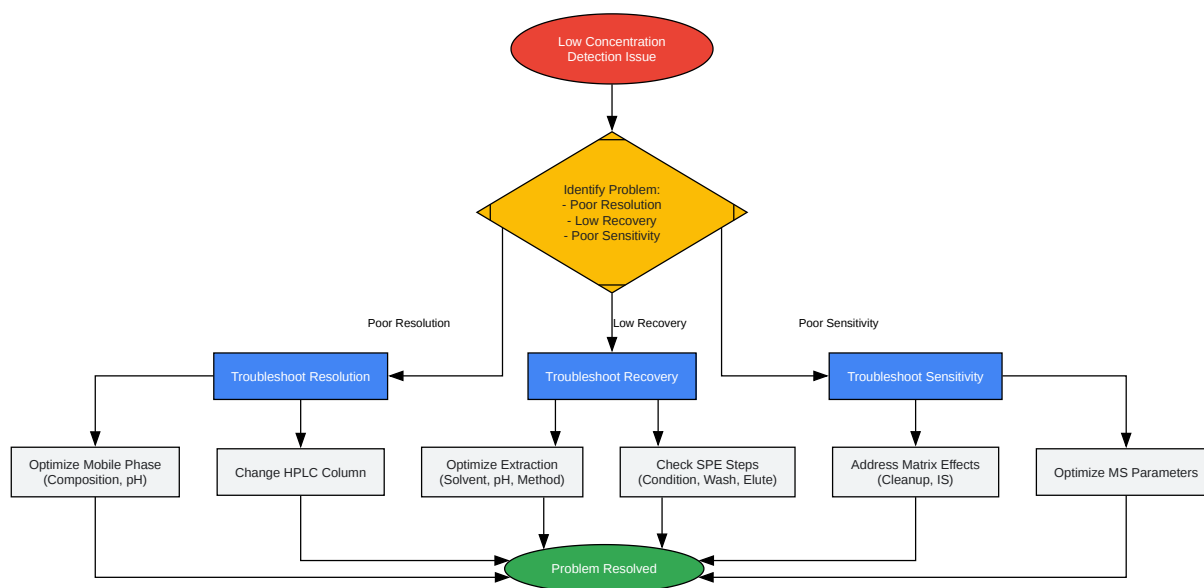 Low Concentration
Detection Issue
Identify Problem:
- Poor Resolution
- Low Recovery
- Poor Sensitivity
Poor Resolution
Low Recovery
Poor Sensitivity
Troubleshoot Resolution
Troubleshoot Recovery
Troubleshoot Sensitivity
Optimize Mobile Phase
(Composition, pH)
Change HPLC Column
Optimize Extraction
(Solvent, pH, Method)
Check SPE Steps
(Condition, Wash, Elute)
Address Matrix Effects
(Cleanup, IS)
Optimize MS Parameters
Problem Resolved